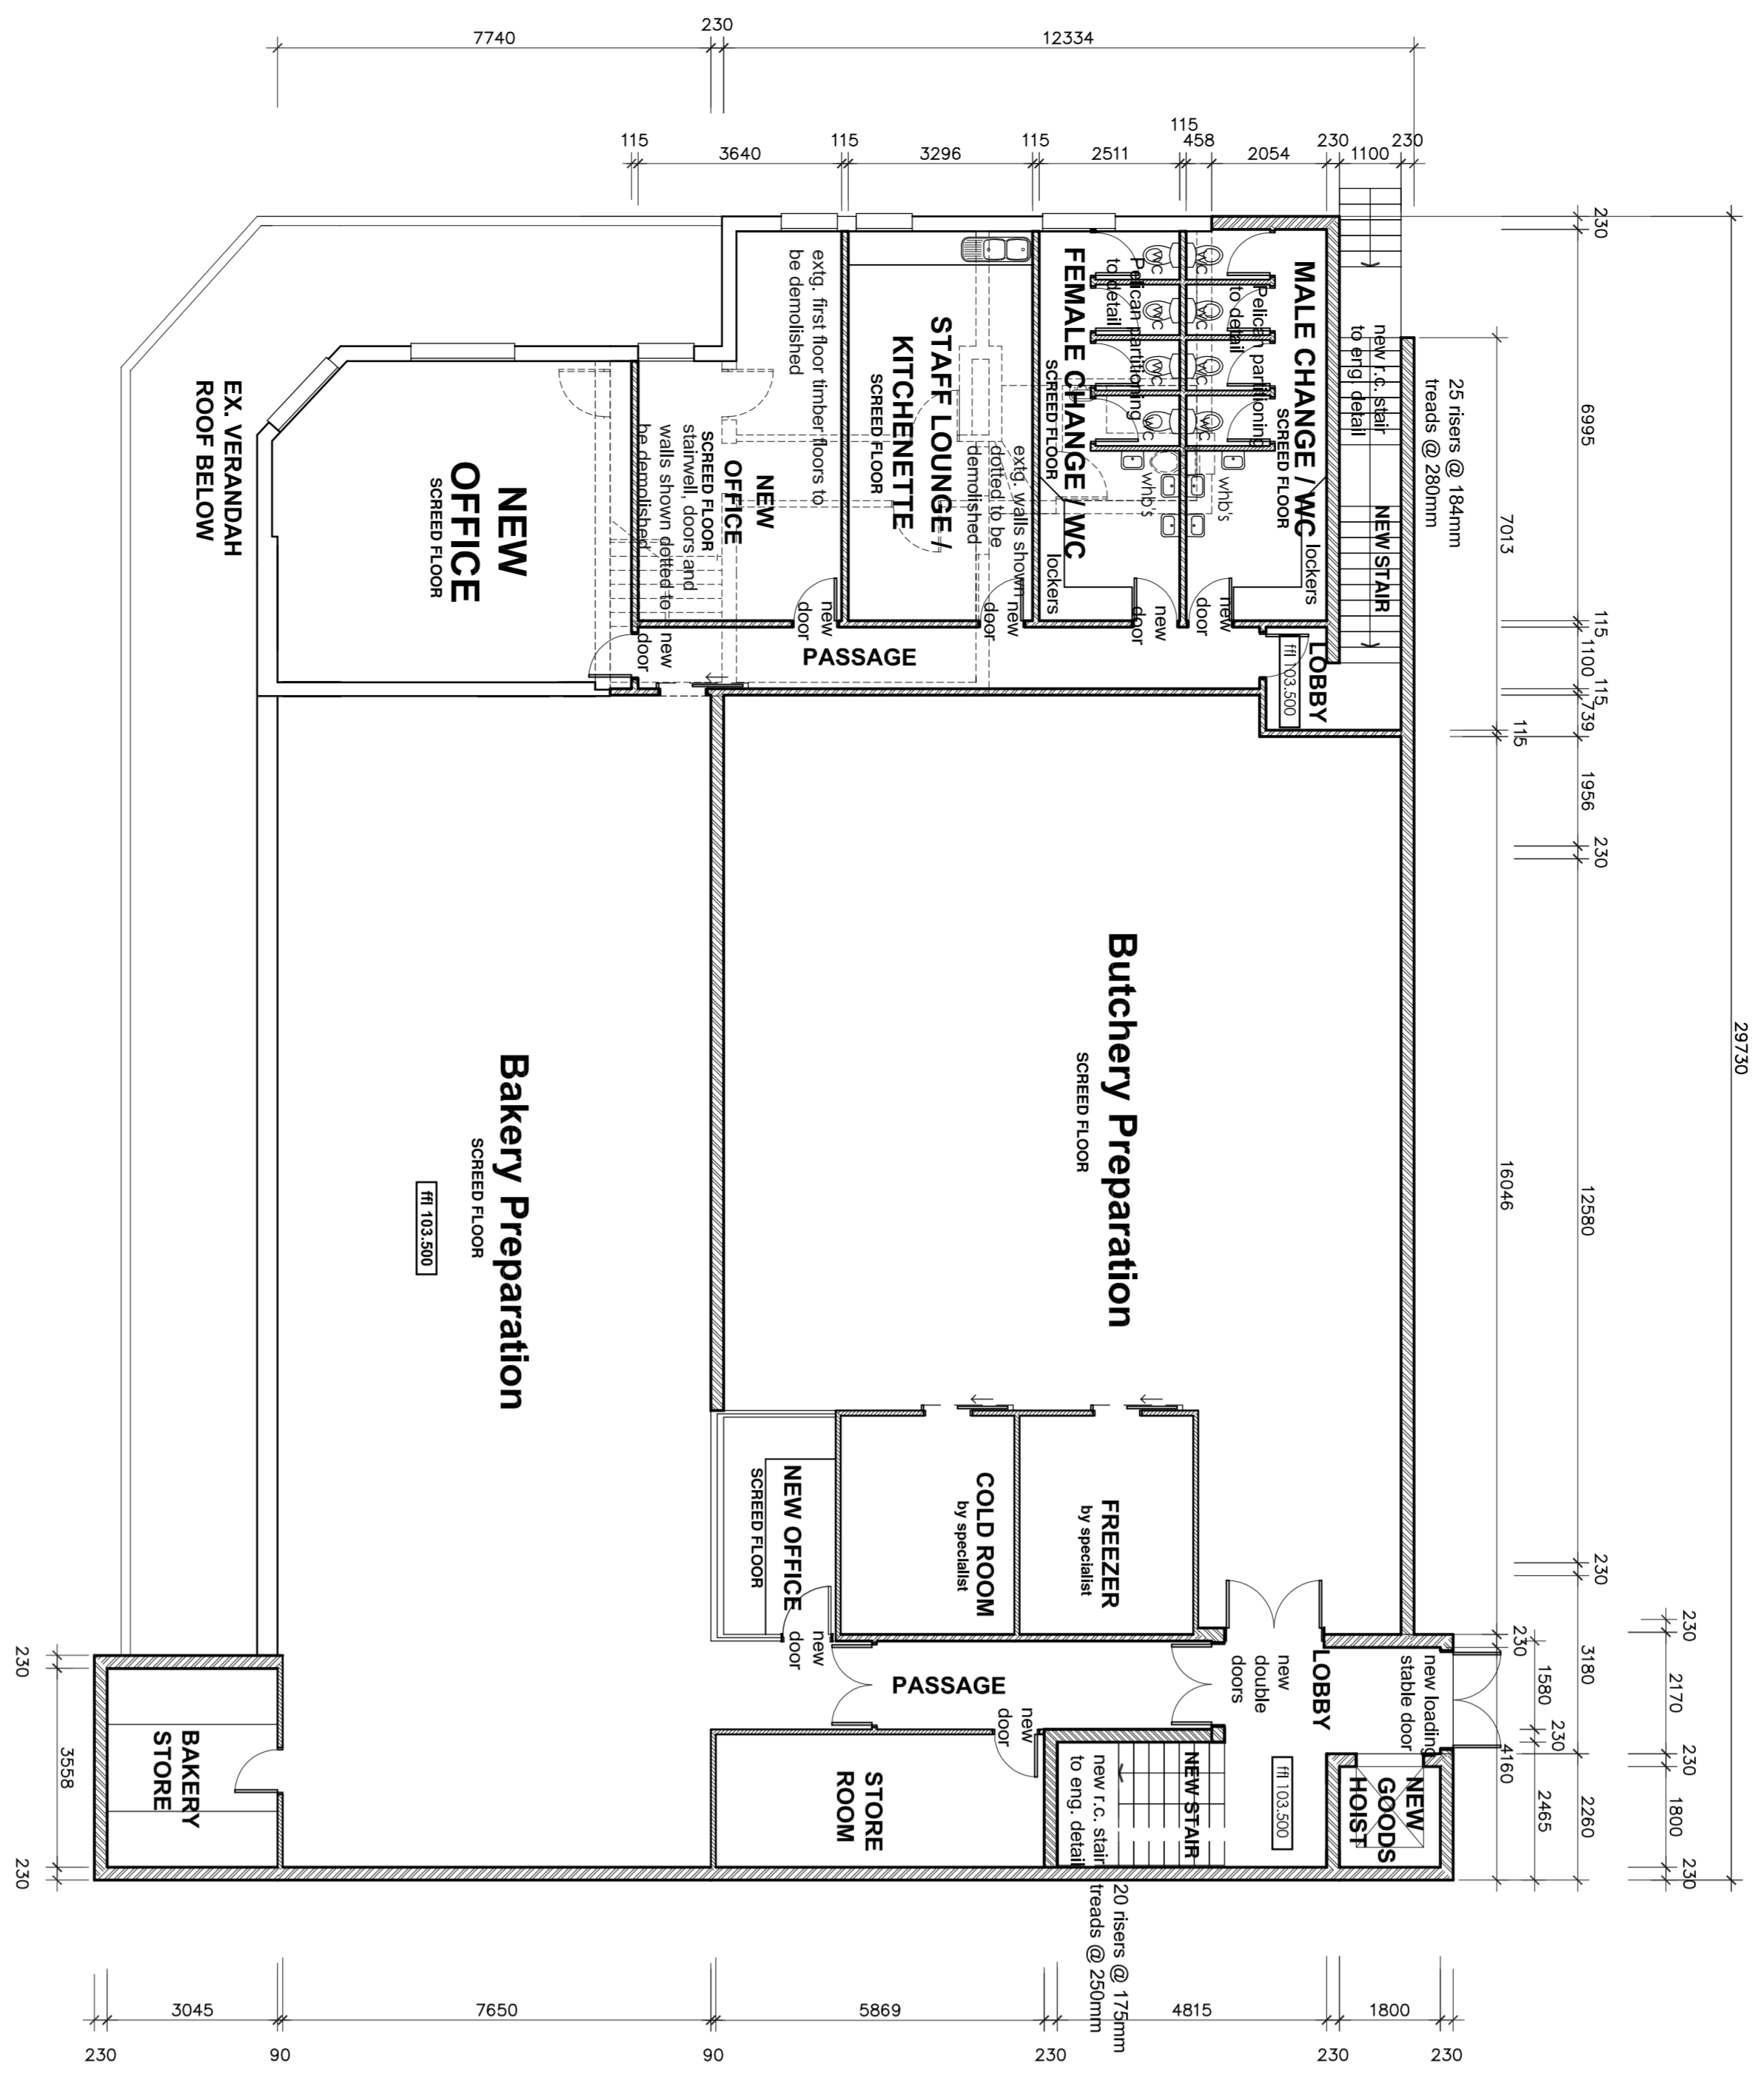 7740
230
12334
115
3640
115
3296
115
2511
115
458
2054
230
1100
230
230
6995
115
1100
115
739
115
1956
230
12580
230
3180
2260
29730
7013
16046
230
4160
1580
230
2465
230
2170
230
1800
230
25 risers @ 184mm
treads @ 280mm
new r.c. stair
to eng. detail
NEW STAIR
MALE CHANGE / WC
SCREED FLOOR
Pelican partitioning
to detail
lockers
whb's
WC
WC
WC
WC
FEMALE CHANGE / WC
SCREED FLOOR
Pelican partitioning
to detail
lockers
whb's
WC
WC
WC
WC
STAFF LOUNGE /
KITCHENETTE
SCREED FLOOR
extg. walls shown
dotted to be
demolished
extg. first floor timber floors to
be demolished
NEW
OFFICE
SCREED FLOOR
stairwell, doors and
walls shown dotted to
be demolished
NEW
OFFICE
SCREED FLOOR
EX. VERANDAH
ROOF BELOW
new
door
new
door
new
door
new
door
new
door
PASSAGE
LOBBY
ffl 103.500
Butchery Preparation
SCREED FLOOR
Bakery Preparation
SCREED FLOOR
ffl 103.500
COLD ROOM
by specialist
FREEZER
by specialist
NEW OFFICE
SCREED FLOOR
new
door
PASSAGE
new
door
new
double
doors
LOBBY
new loading
stable door
ffl 103.500
NEW
GOODS
HOIST
NEW STAIR
new r.c. stair
to eng. detail
20 risers @ 175mm
treads @ 250mm
STORE
ROOM
BAKERY
STORE
230
3558
230
230
3045
90
7650
90
5869
230
4815
230
1800
230